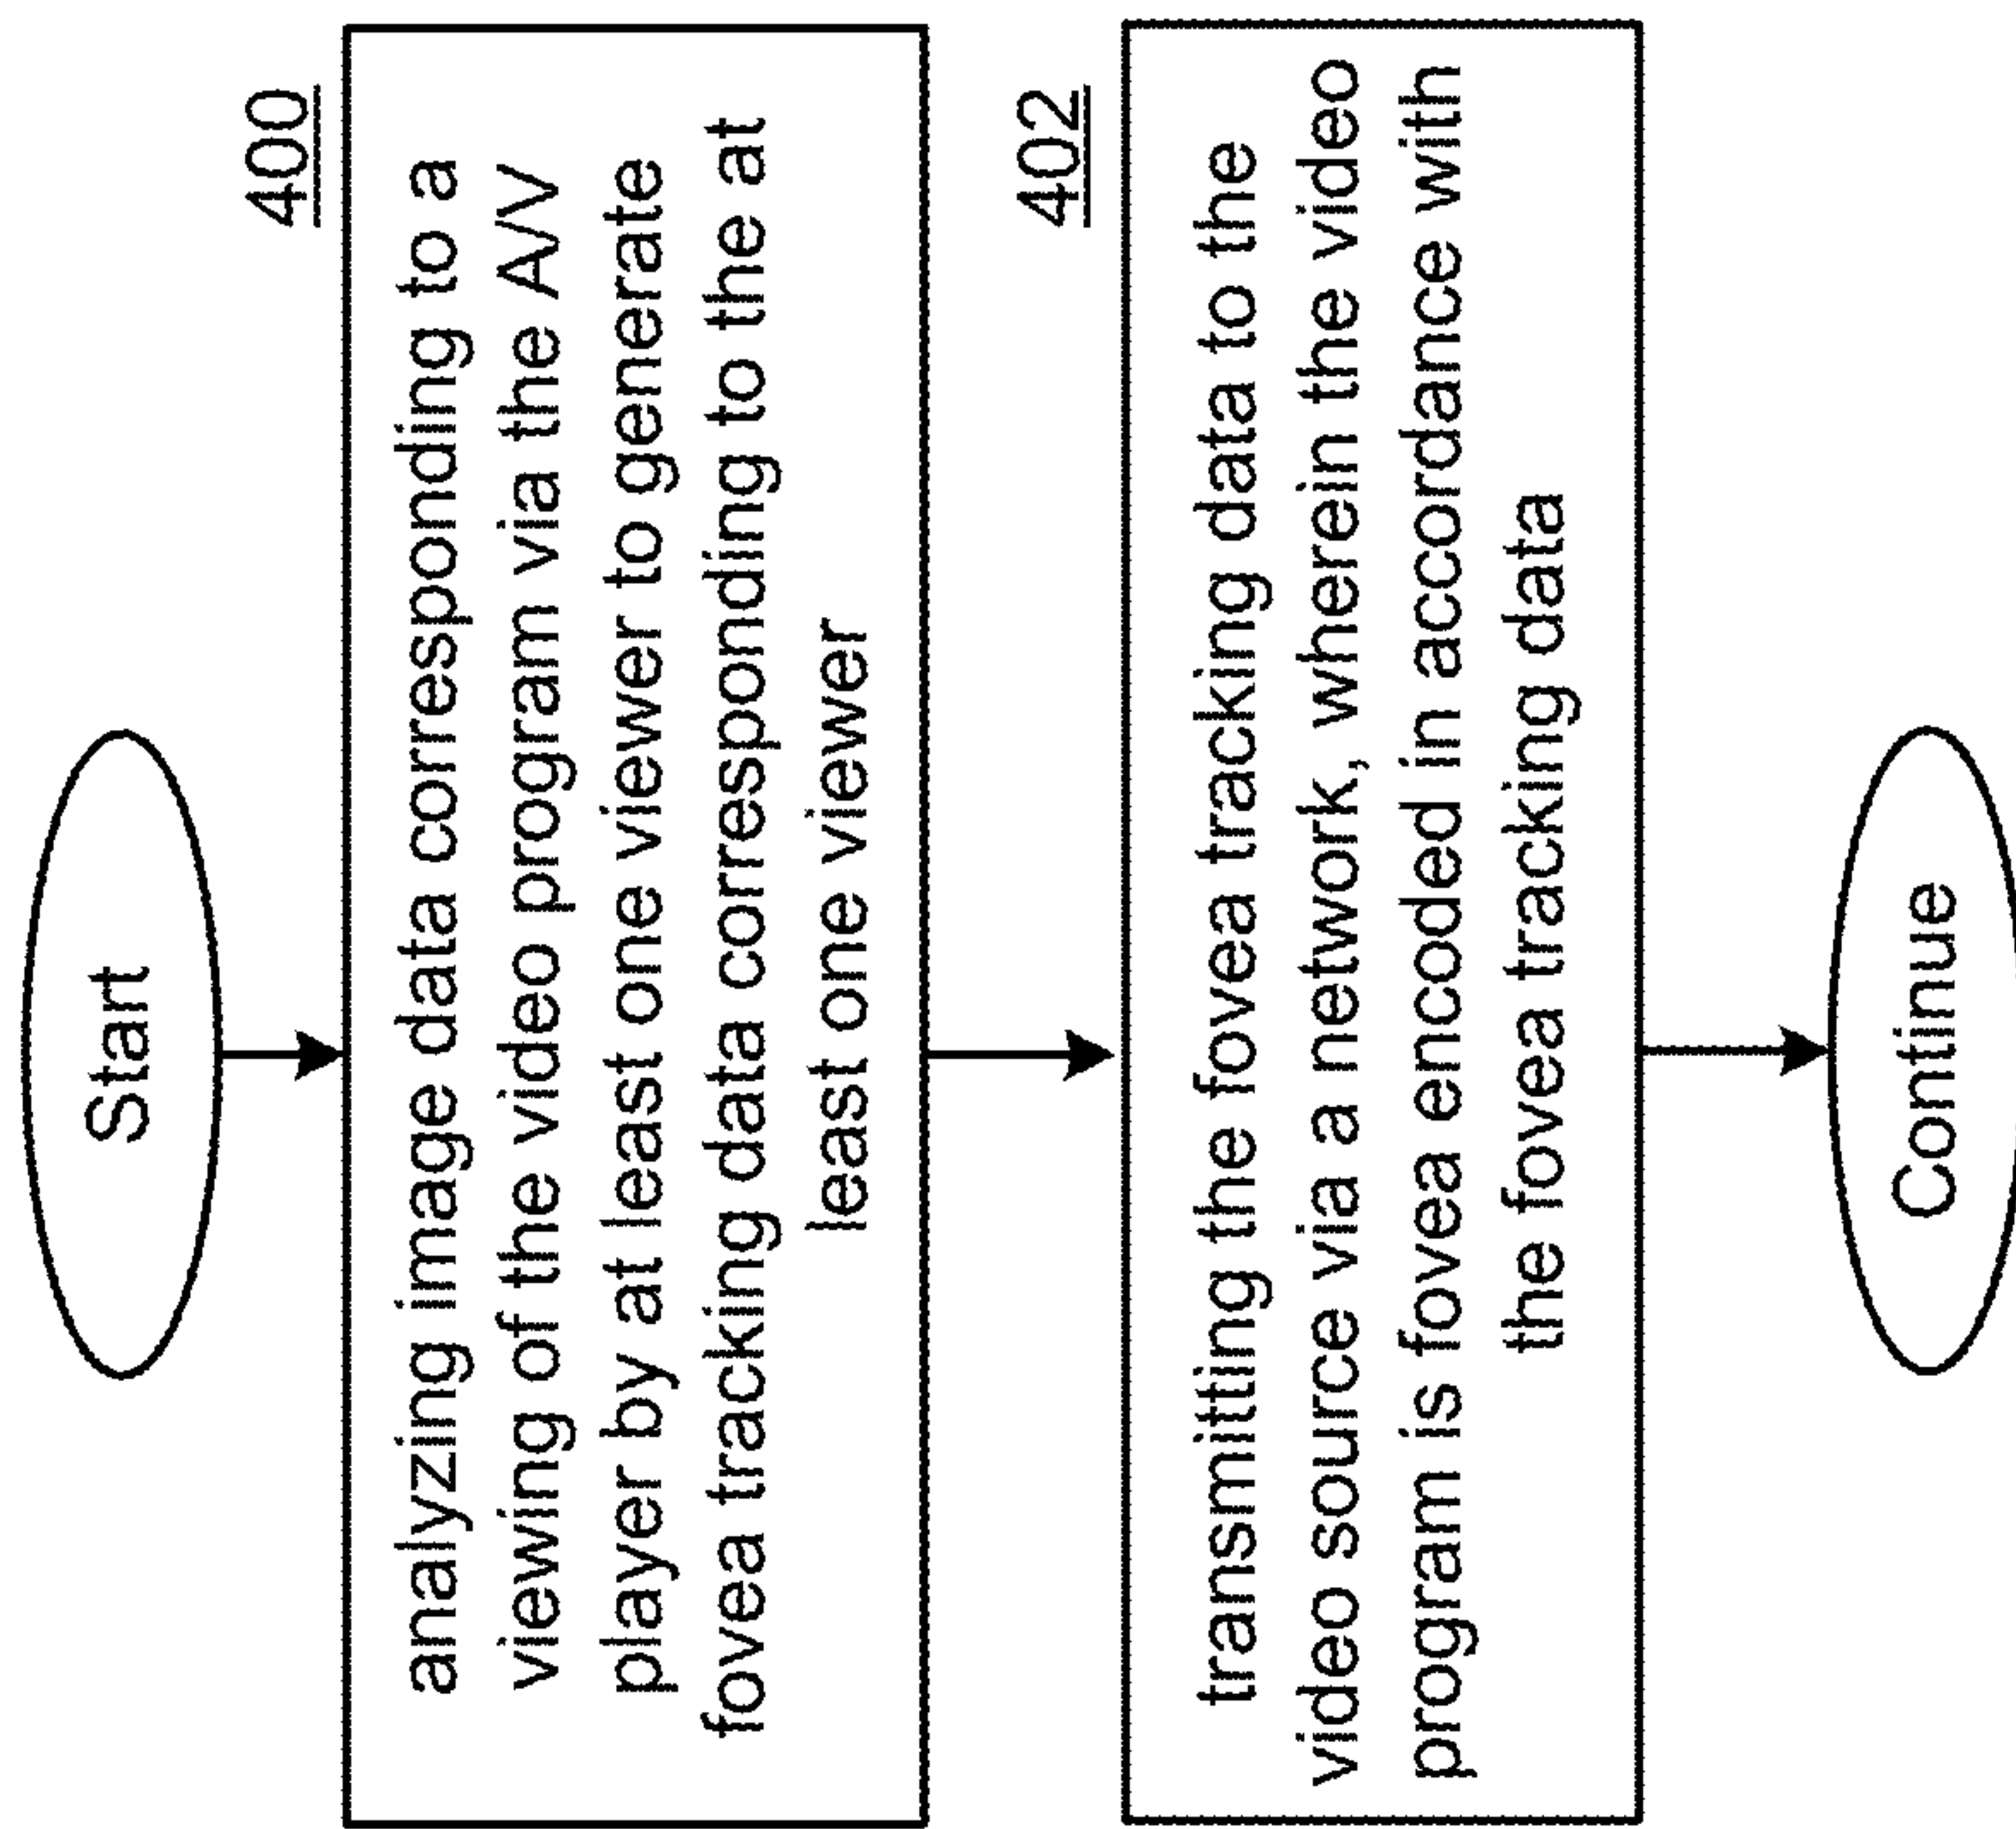 Start
400
analyzing image data corresponding to a
viewing of the video program via the A/V
player by at least one viewer to generate
fovea tracking data corresponding to the at
least one viewer
402
transmitting the fovea tracking data to the
video source via a network, wherein the video
program is fovea encoded in accordance with
the fovea tracking data
Continue